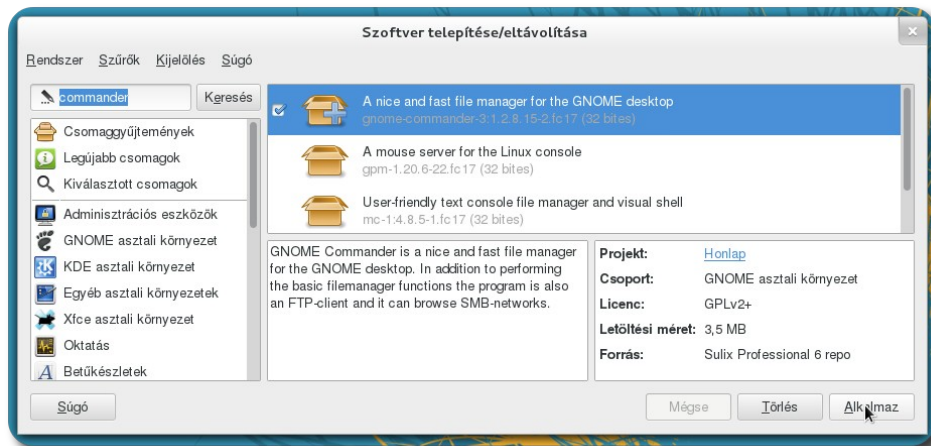 Szoftver telepítése/eltávolítása
Rendszer Szűrők Kijelölés Súgó
commander Keresés
Csomaggyűjtemények
Legújabb csomagok
Kiválasztott csomagok
Adminisztrációs eszközök
GNOME asztali környezet
KDE asztali környezet
Egyéb asztali környezetek
Xfce asztali környezet
Oktatás
Betűkészletek
A nice and fast file manager for the GNOME desktop
gnome-commander-3:1.2.8.15-2.fc17 (32 bites)
A mouse server for the Linux console
gpm-1.20.6-22.fc17 (32 bites)
User-friendly text console file manager and visual shell
mc-1:4.8.5-1.fc17 (32 bites)
GNOME Commander is a nice and fast file manager
for the GNOME desktop. In addition to performing
the basic filemanager functions the program is also
an FTP-client and it can browse SMB-networks.
Projekt: Honlap
Csoport: GNOME asztali környezet
Licenc: GPLv2+
Letöltési méret: 3,5 MB
Forrás: Sulix Professional 6 repo
Súgó Mégse Törlés Alkalmaz